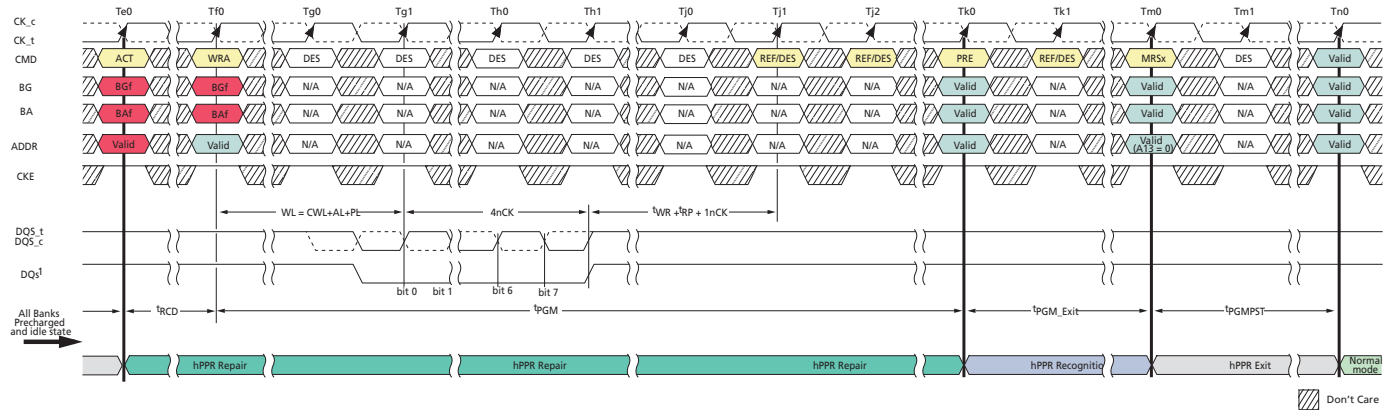 Te0 Tf0 Tg0 Tg1 Th0 Th1 Tj0 Tj1 Tj2 Tk0 Tk1 Tm0 Tm1 Tn0
CK_c
CK_t
CMD ACT WRA DES DES DES DES DES REF/DES REF/DES PRE REF/DES MRSx DES Valid
BG BGf BGf N/A N/A N/A N/A N/A N/A N/A Valid N/A Valid N/A Valid
BA BAf BAf N/A N/A N/A N/A N/A N/A N/A Valid N/A Valid N/A Valid
ADDR Valid Valid N/A N/A N/A N/A N/A N/A N/A Valid N/A Valid (A13 = 0) N/A Valid
CKE
WL = CWL+AL+PL 4nCK tWR +tRP + 1nCK
DQS_t
DQS_c
DQs1
bit 0 bit 1 bit 6 bit 7
All Banks
Precharged
and idle state
tRCD tPGM tPGM_Exit tPGMPST
hPPR Repair hPPR Repair hPPR Repair hPPR Recognitio hPPR Exit Normal
mode
Don't Care